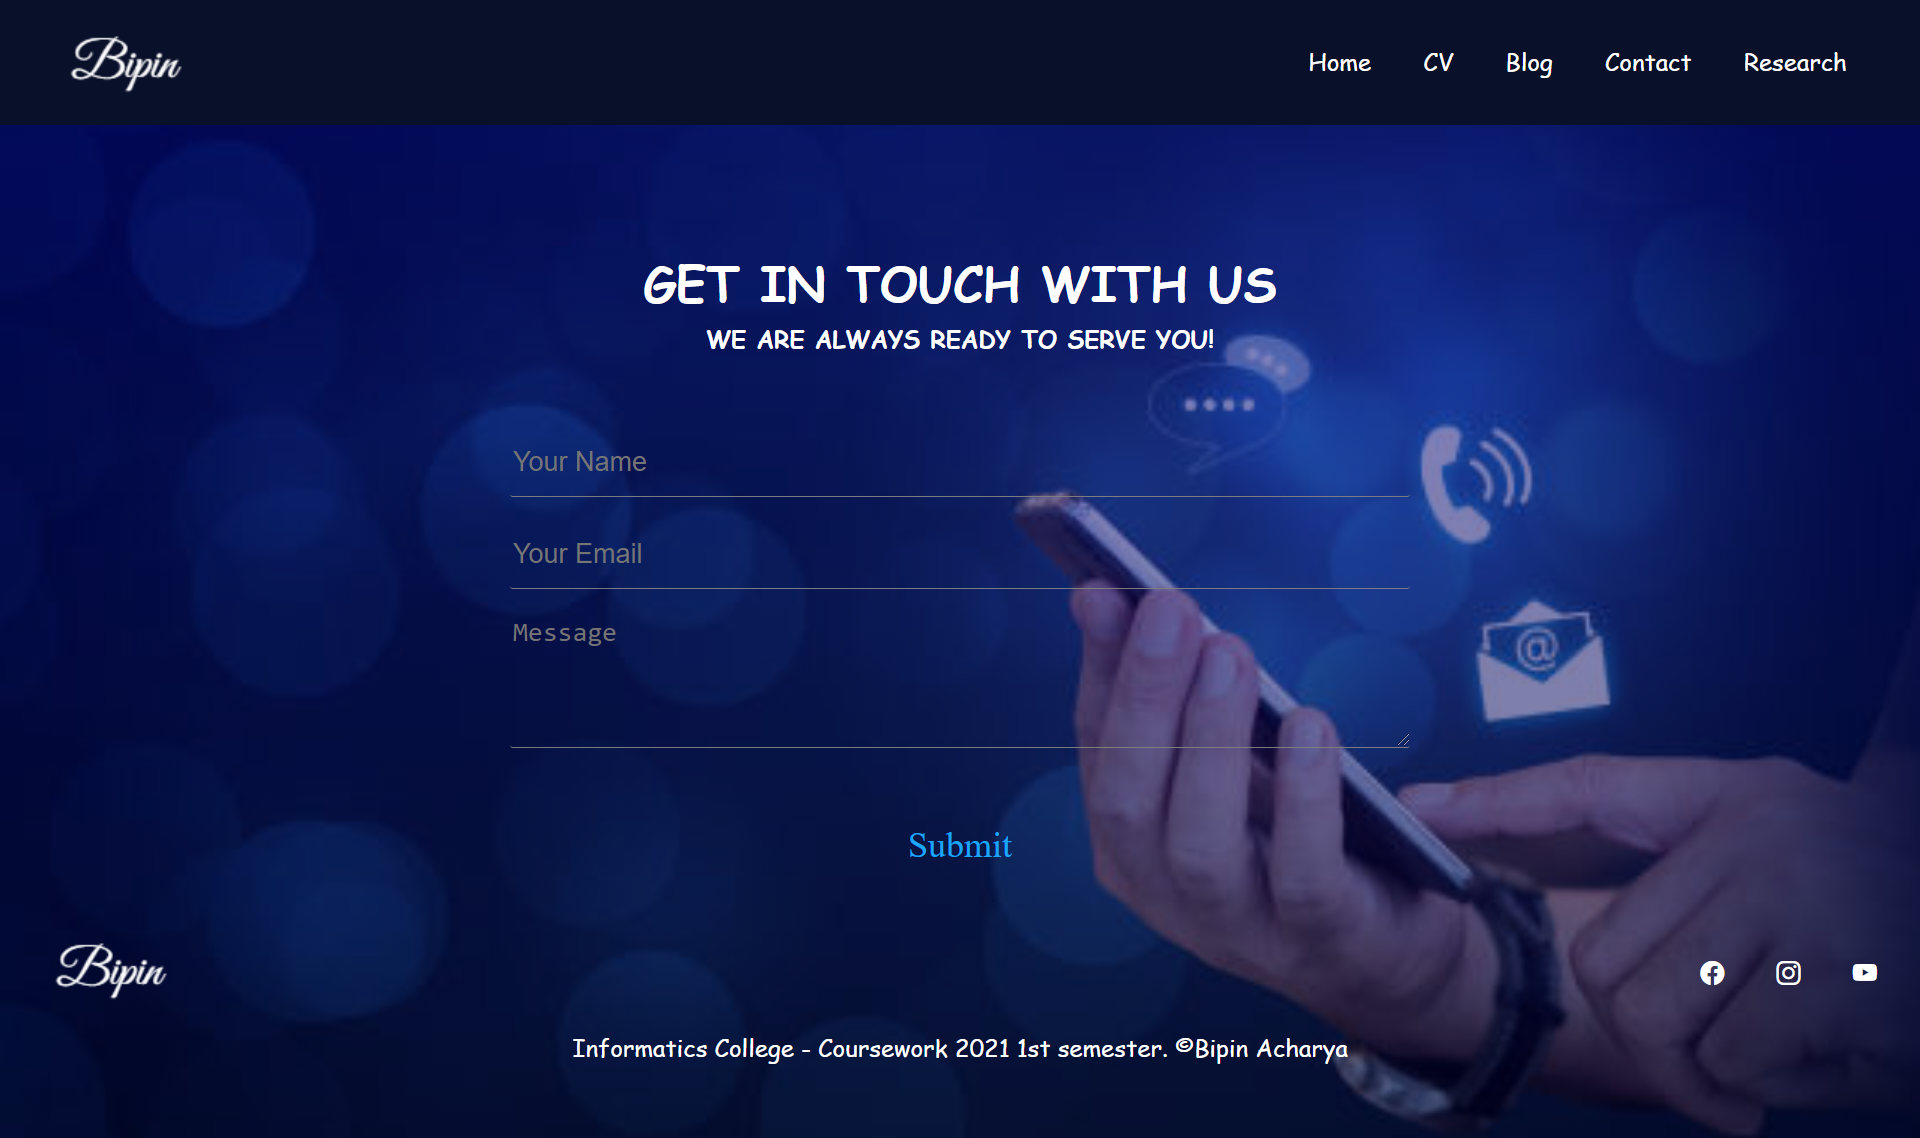 Bipin
Home CV Blog Contact Research
GET IN TOUCH WITH US
WE ARE ALWAYS READY TO SERVE YOU!
Your Name
Your Email
@
Message
Submit
Bipin
Informatics College - Coursework 2021 1st semester. ©Bipin Acharya